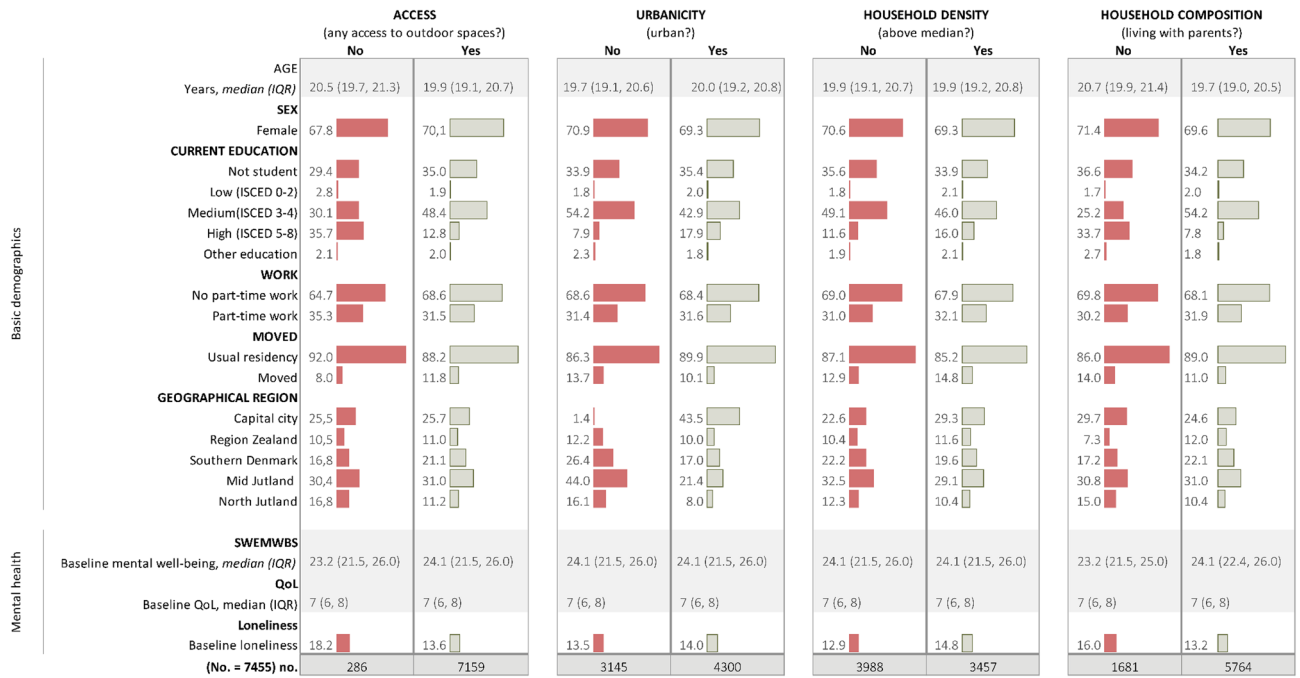 ACCESS URBANICITY HOUSEHOLD DENSITY HOUSEHOLD COMPOSITION
(any access to outdoor spaces?) (urban?) (above median?) (living with parents?)
No Yes No Yes No Yes No Yes
Basic demographics
AGE
Years, median (IQR) 20.5 (19.7, 21.3) 19.9 (19.1, 20.7) 19.7 (19.1, 20.6) 20.0 (19.2, 20.8) 19.9 (19.1, 20.7) 19.9 (19.2, 20.8) 20.7 (19.9, 21.4) 19.7 (19.0, 20.5)
SEX
Female 67.8 70,1 70.9 69.3 70.6 69.3 71.4 69.6
CURRENT EDUCATION
Not student 29.4 35.0 33.9 35.4 35.6 33.9 36.6 34.2
Low (ISCED 0-2) 2.8 1.9 1.8 2.0 1.8 2.1 1.7 2.0
Medium(ISCED 3-4) 30.1 48.4 54.2 42.9 49.1 46.0 25.2 54.2
High (ISCED 5-8) 35.7 12.8 7.9 17.9 11.6 16.0 33.7 7.8
Other education 2.1 2.0 2.3 1.8 1.9 2.1 2.7 1.8
WORK
No part-time work 64.7 68.6 68.6 68.4 69.0 67.9 69.8 68.1
Part-time work 35.3 31.5 31.4 31.6 31.0 32.1 30.2 31.9
MOVED
Usual residency 92.0 88.2 86.3 89.9 87.1 85.2 86.0 89.0
Moved 8.0 11.8 13.7 10.1 12.9 14.8 14.0 11.0
GEOGRAPHICAL REGION
Capital city 25,5 25.7 1.4 43.5 22.6 29.3 29.7 24.6
Region Zealand 10,5 11.0 12.2 10.0 10.4 11.6 7.3 12.0
Southern Denmark 16,8 21.1 26.4 17.0 22.2 19.6 17.2 22.1
Mid Jutland 30,4 31.0 44.0 21.4 32.5 29.1 30.8 31.0
North Jutland 16,8 11.2 16.1 8.0 12.3 10.4 15.0 10.4
Mental health
SWEMWBS
Baseline mental well-being, median (IQR) 23.2 (21.5, 26.0) 24.1 (21.5, 26.0) 24.1 (21.5, 26.0) 24.1 (21.5, 26.0) 24.1 (21.5, 26.0) 24.1 (21.5, 26.0) 23.2 (21.5, 25.0) 24.1 (22.4, 26.0)
QoL
Baseline QoL, median (IQR) 7 (6, 8) 7 (6, 8) 7 (6, 8) 7 (6, 8) 7 (6, 8) 7 (6, 8) 7 (6, 8) 7 (6, 8)
Loneliness
Baseline loneliness 18.2 13.6 13.5 14.0 12.9 14.8 16.0 13.2
(No. = 7455) no. 286 7159 3145 4300 3988 3457 1681 5764